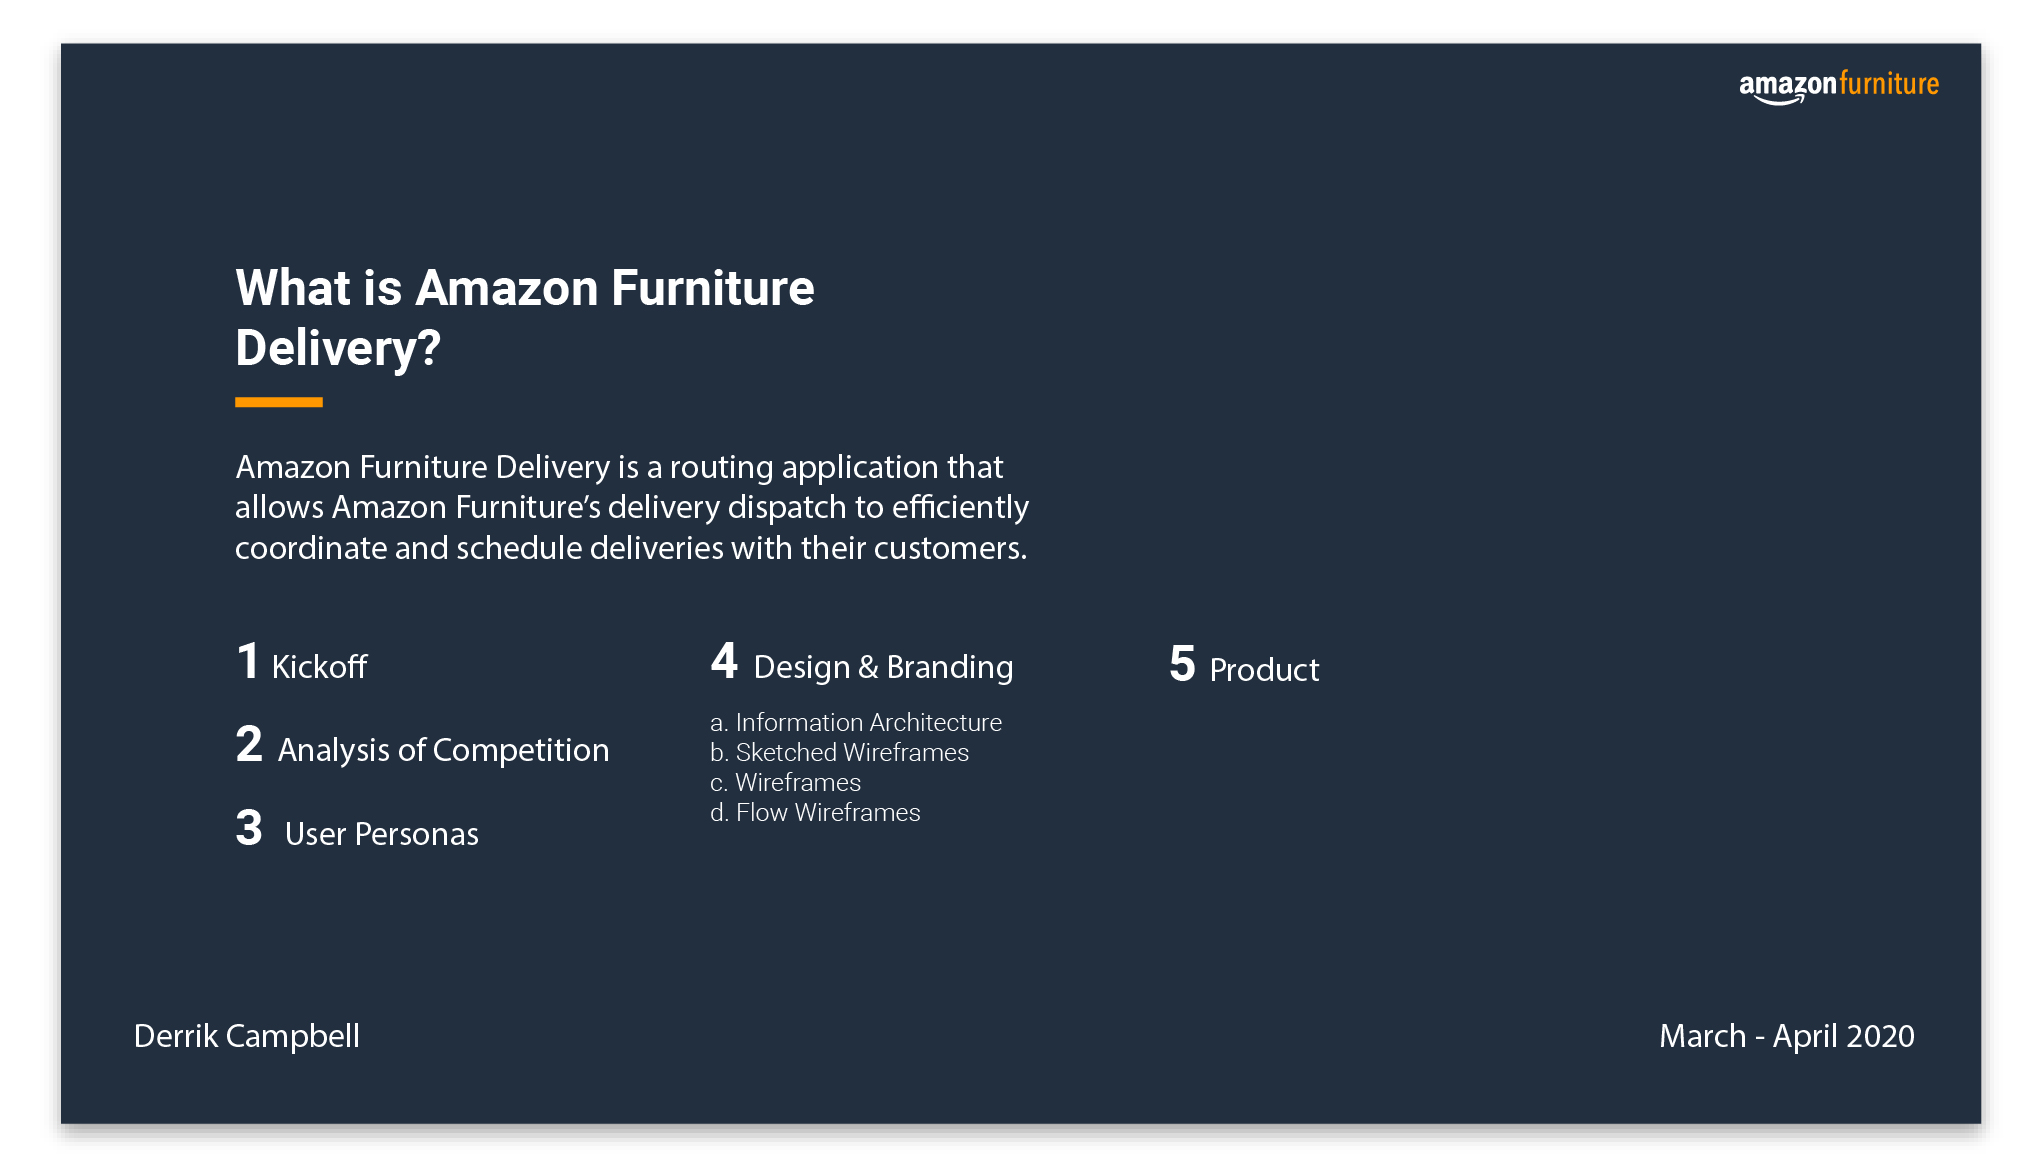 amazonfurniture
What is Amazon Furniture
Delivery?
Amazon Furniture Delivery is a routing application that
allows Amazon Furniture’s delivery dispatch to efficiently
coordinate and schedule deliveries with their customers.
1 Kickoff
2 Analysis of Competition
3 User Personas
4 Design & Branding
a. Information Architecture
b. Sketched Wireframes
c. Wireframes
d. Flow Wireframes
5 Product
Derrik Campbell
March - April 2020